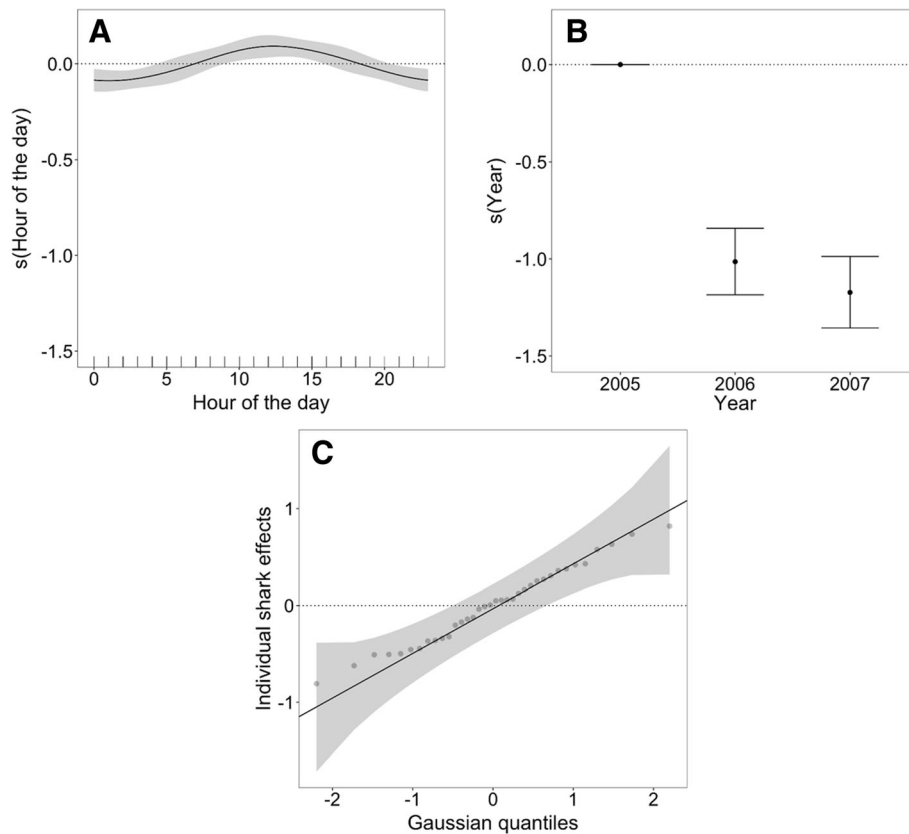 A
0.0
-0.5
-1.0
-1.5
s(Hour of the day)
0 5 10 15 20
Hour of the day
B
0.0
-0.5
-1.0
-1.5
s(Year)
2005 2006 2007
Year
C
1
0
-1
Individual shark effects
-2 -1 0 1 2
Gaussian quantiles